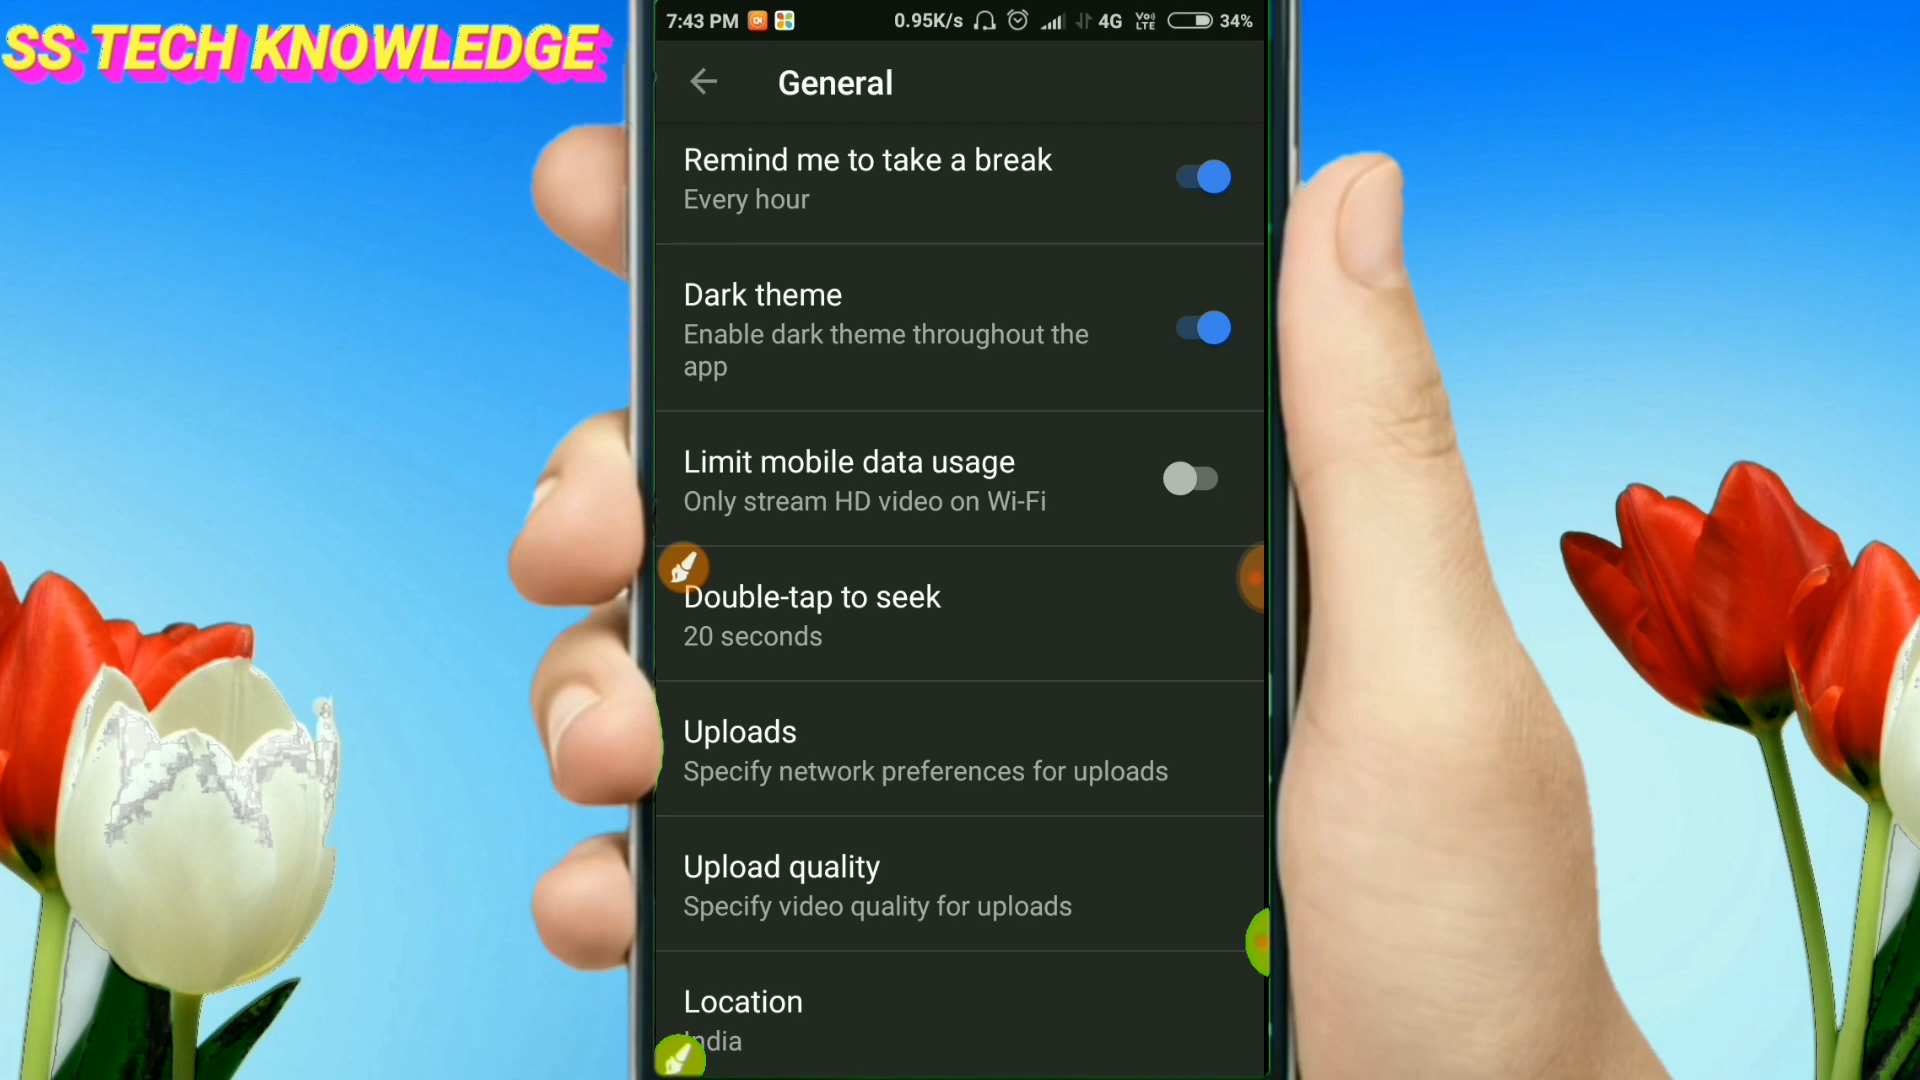 SS TECH KNOWLEDGE
7:43 PM 0.95K/s 4G VoLTE 34%
General
Remind me to take a break
Every hour
Dark theme
Enable dark theme throughout the
app
Limit mobile data usage
Only stream HD video on Wi-Fi
Double-tap to seek
20 seconds
Uploads
Specify network preferences for uploads
Upload quality
Specify video quality for uploads
Location
India